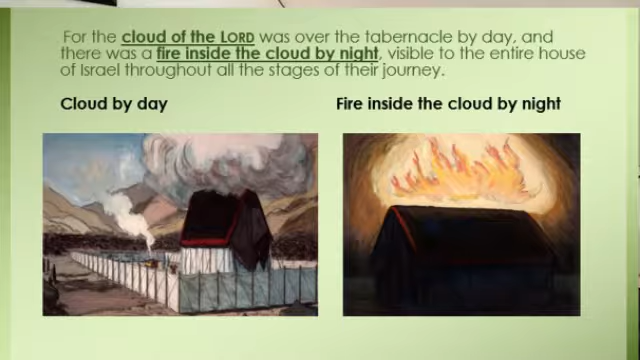 For the cloud of the LORD was over the tabernacle by day, and
there was a fire inside the cloud by night, visible to the entire house
of Israel throughout all the stages of their journey.
Cloud by day
Fire inside the cloud by night